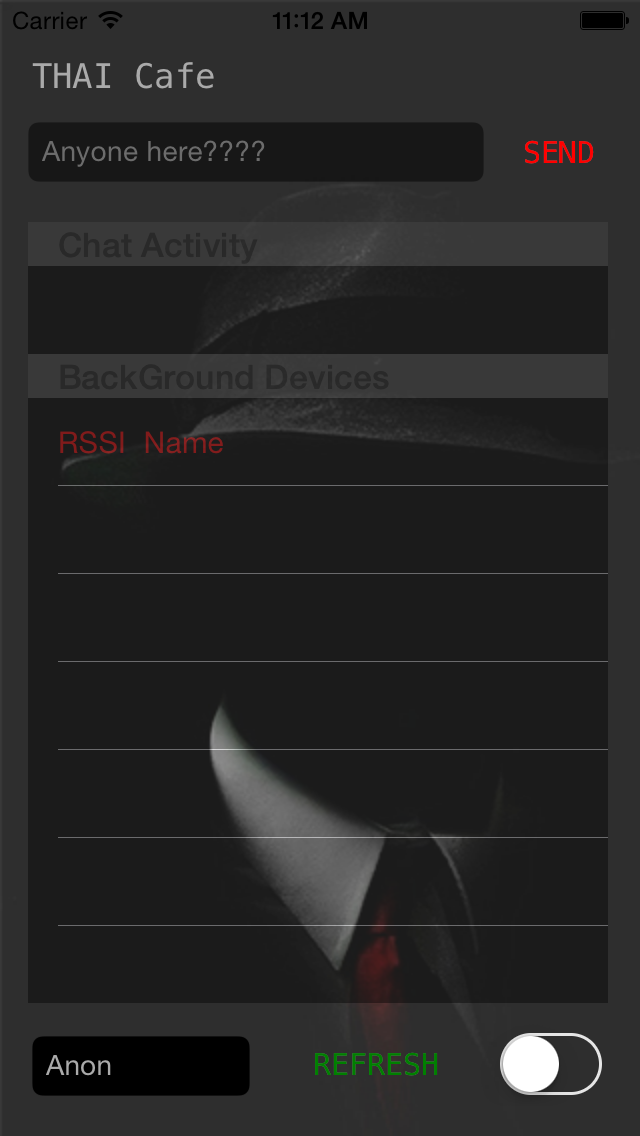 Carrier 11:12 AM
THAI Cafe
Anyone here????
SEND
Chat Activity
BackGround Devices
RSSI Name
Anon
REFRESH